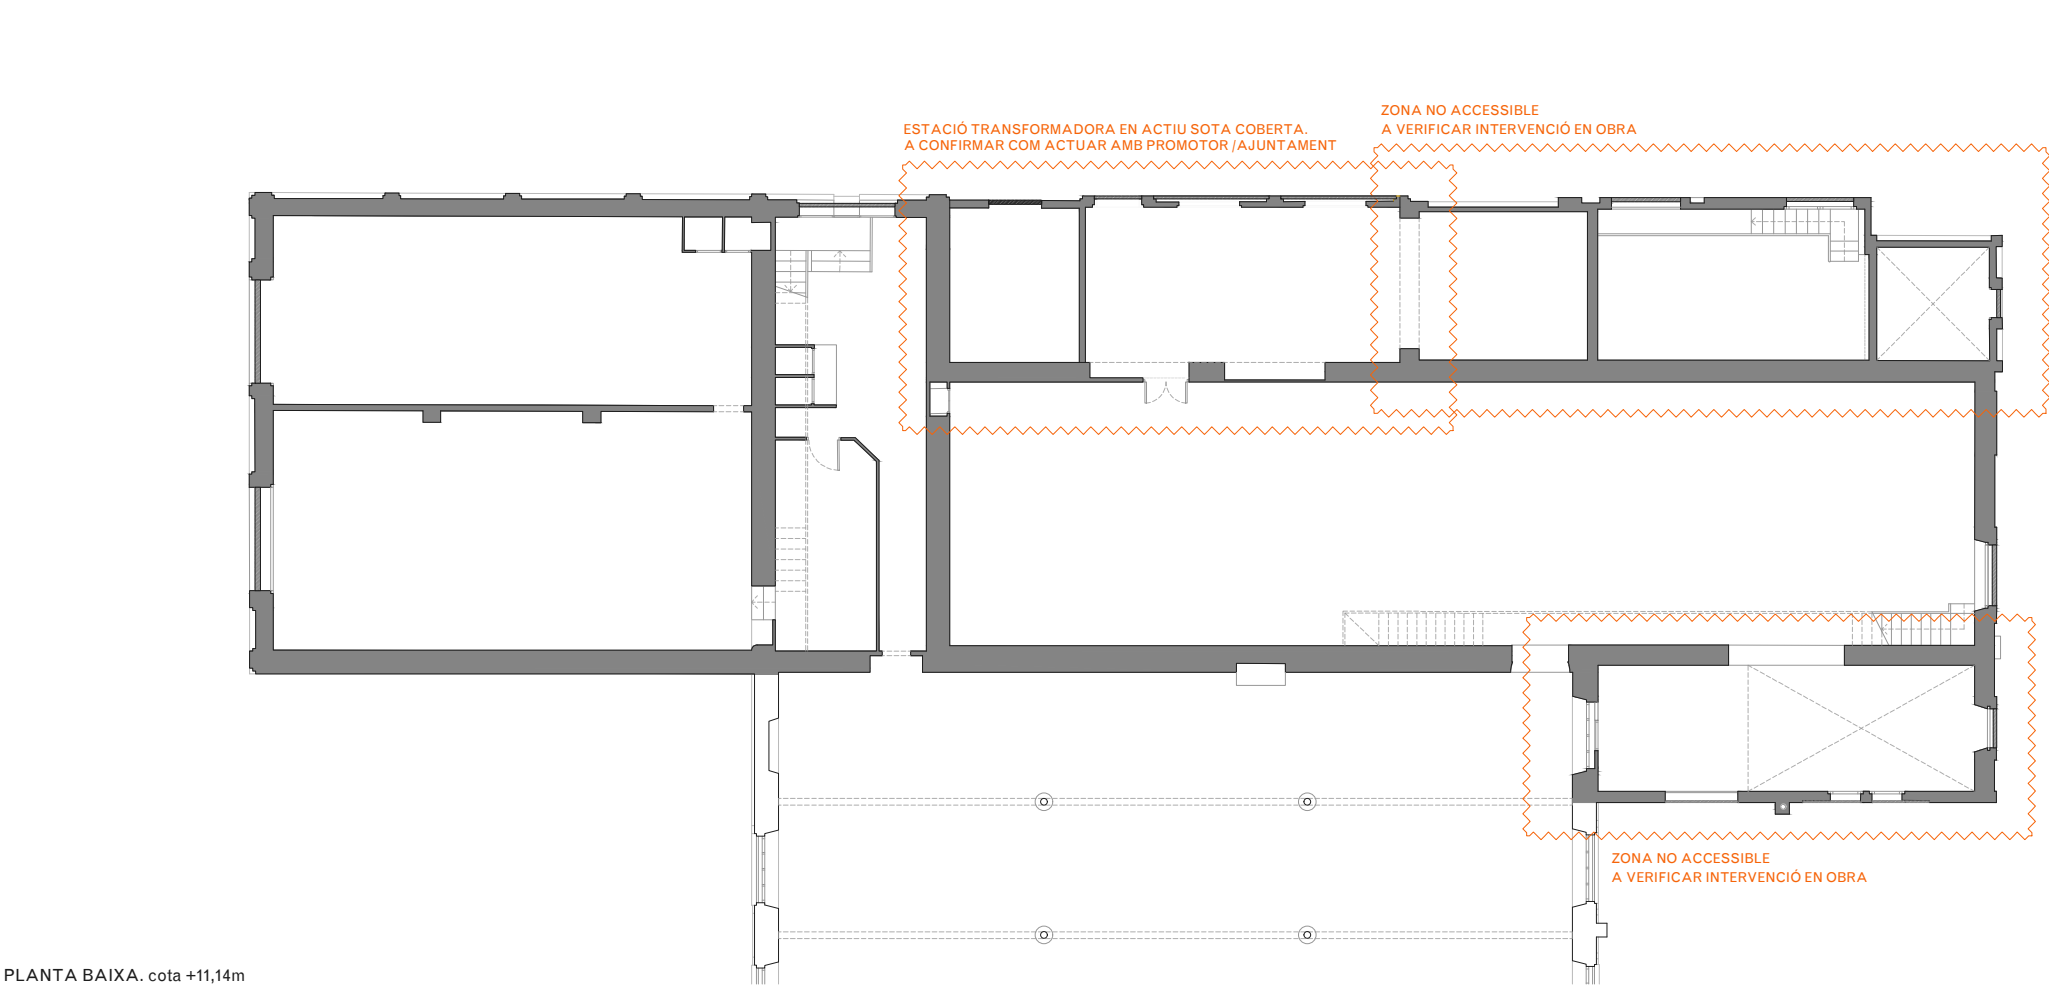 ZONA NO ACCESSIBLE
A VERIFICAR INTERVENCIÓ EN OBRA
ESTACIÓ TRANSFORMADORA EN ACTIU SOTA COBERTA.
A CONFIRMAR COM ACTUAR AMB PROMOTOR /AJUNTAMENT
ZONA NO ACCESSIBLE
A VERIFICAR INTERVENCIÓ EN OBRA
PLANTA BAIXA. cota +11,14m